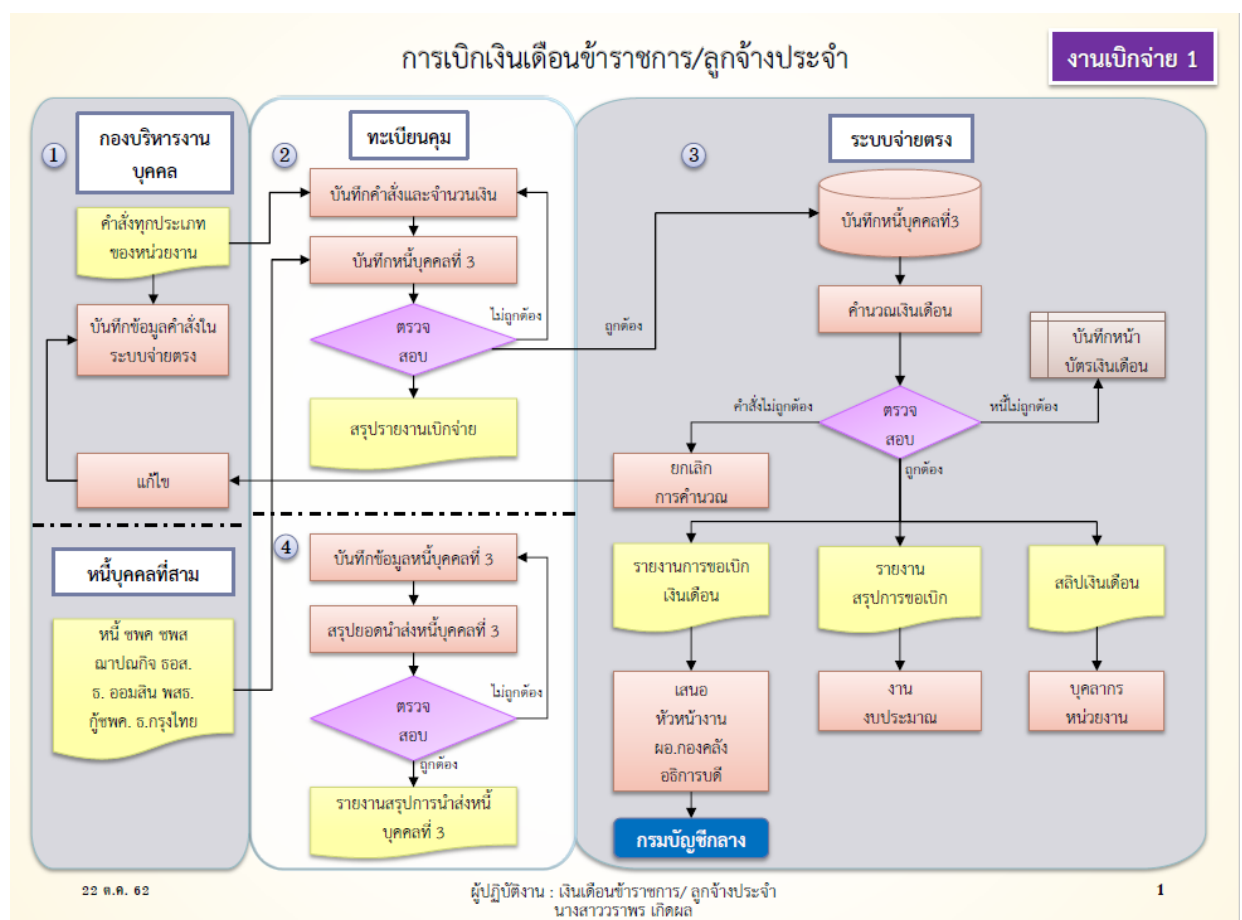 การเบิกเงินเดือนข้าราชการ/ลูกจ้างประจำ
งานเบิกจ่าย 1
1
กองบริหารงาน
บุคคล
คำสั่งทุกประเภท
ของหน่วยงาน
บันทึกข้อมูลคำสั่งใน
ระบบจ่ายตรง
แก้ไข
หนี้บุคคลที่สาม
หนี้ ชพค ชพส
ฌาปณกิจ ธอส.
ธ. ออมสิน พสธ.
กู้ชพค. ธ.กรุงไทย
2
ทะเบียนคุม
บันทึกคำสั่งและจำนวนเงิน
บันทึกหนี้บุคคลที่ 3
ไม่ถูกต้อง
ตรวจ
สอบ
ถูกต้อง
สรุปรายงานเบิกจ่าย
4
บันทึกข้อมูลหนี้บุคคลที่ 3
สรุปยอดนำส่งหนี้บุคคลที่ 3
ไม่ถูกต้อง
ตรวจ
สอบ
ถูกต้อง
รายงานสรุปการนำส่งหนี้
บุคคลที่ 3
3
ระบบจ่ายตรง
บันทึกหนี้บุคคลที่3
คำนวณเงินเดือน
บันทึกหน้า
บัตรเงินเดือน
คำสั่งไม่ถูกต้อง
ตรวจ
สอบ
หนี้ไม่ถูกต้อง
ถูกต้อง
ยกเลิก
การคำนวณ
รายงานการขอเบิก
เงินเดือน
รายงาน
สรุปการขอเบิก
สลิปเงินเดือน
เสนอ
หัวหน้างาน
ผอ.กองคลัง
อธิการบดี
งาน
งบประมาณ
บุคลากร
หน่วยงาน
กรมบัญชีกลาง
22 ต.ค. 62
ผู้ปฏิบัติงาน : เงินเดือนข้าราชการ/ ลูกจ้างประจำ
นางสาววราพร เกิดผล
1